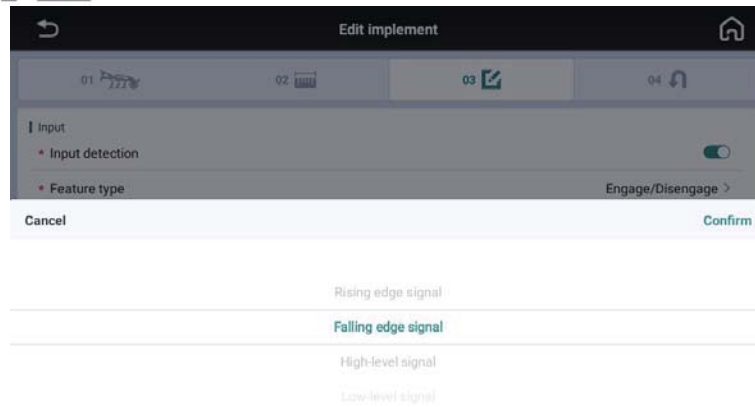 Edit implement
01
02
03
04
Input
* Input detection
* Feature type Engage/Disengage >
Cancel Confirm
Rising edge signal
Falling edge signal
High-level signal
Low-level signal